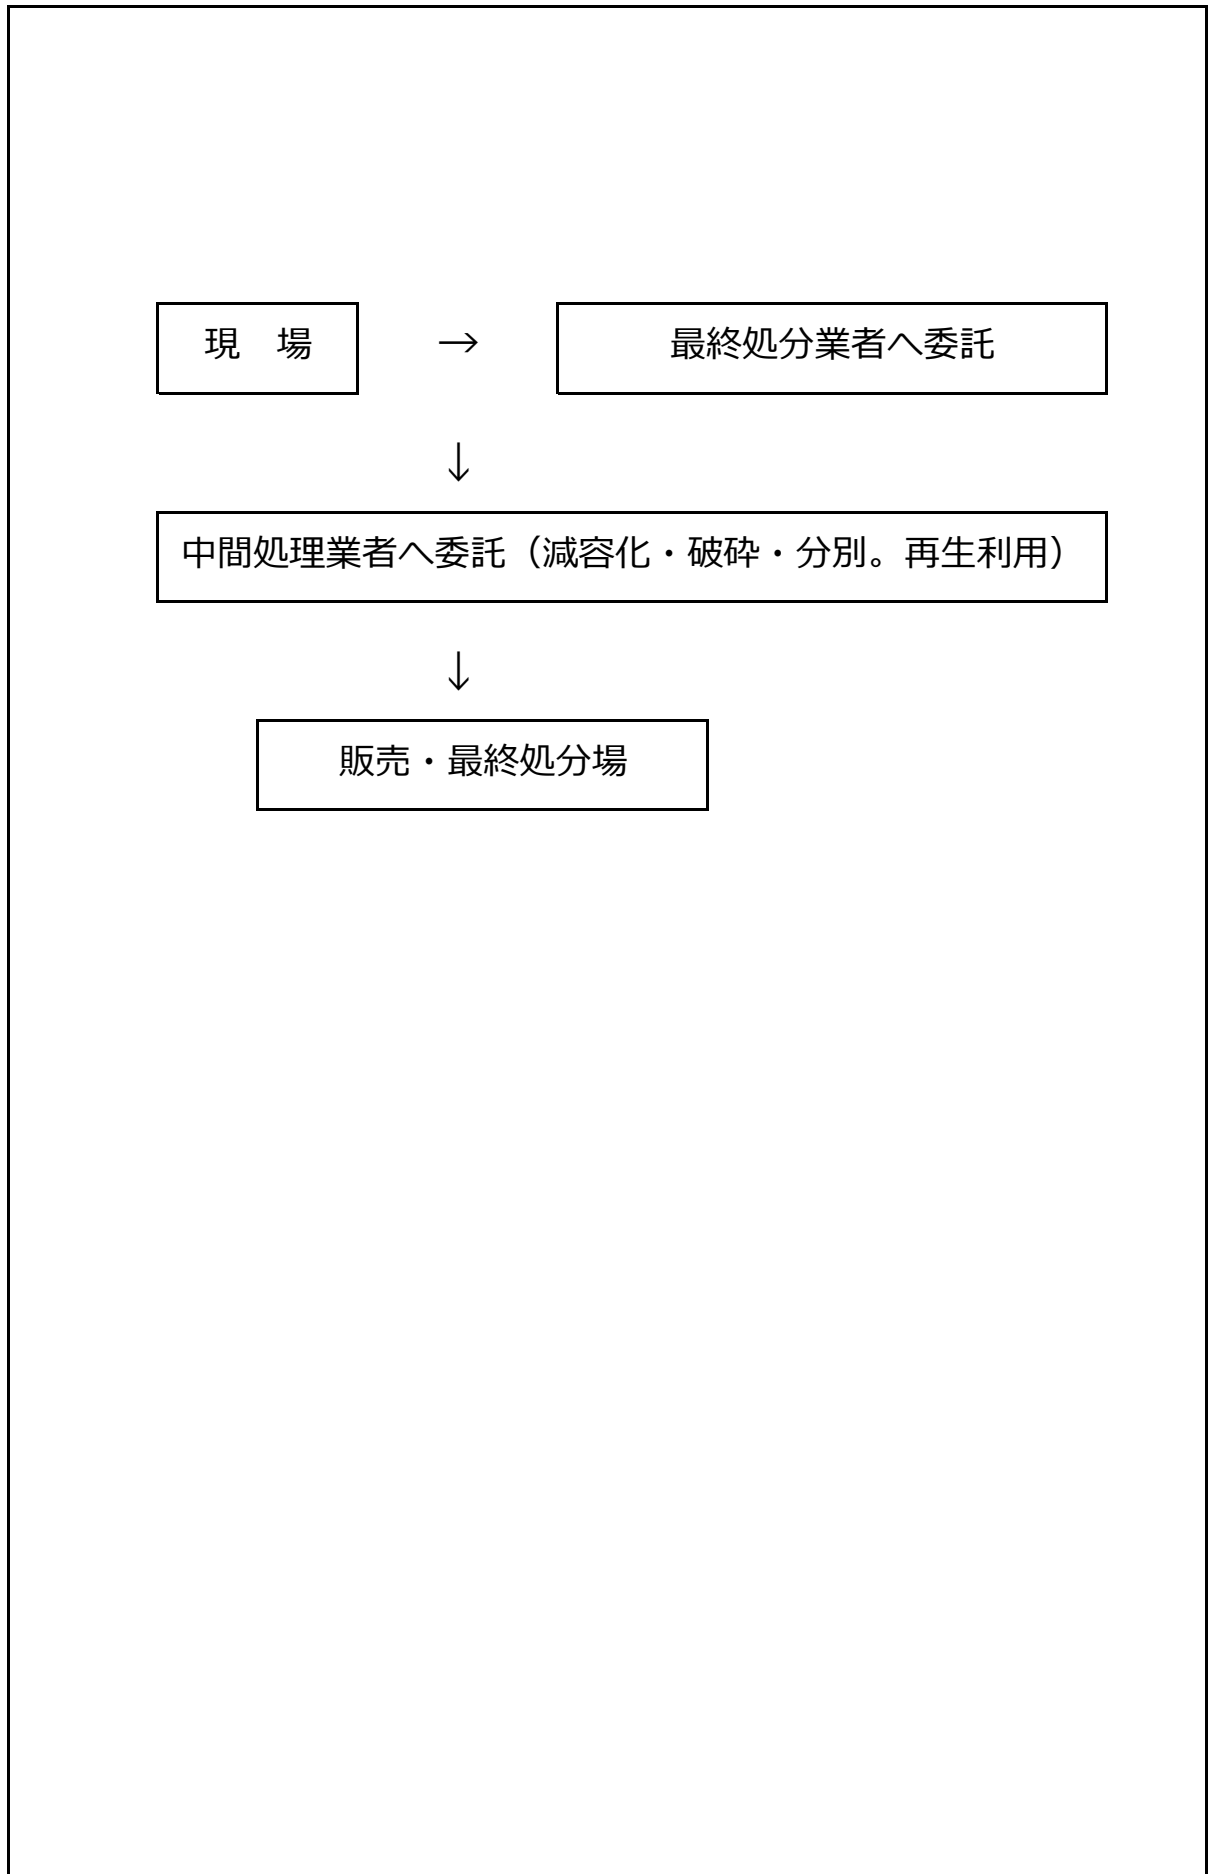 現　場 → 最終処分業者へ委託
↓
中間処理業者へ委託（減容化・破砕・分別。再生利用）
↓
販売・最終処分場